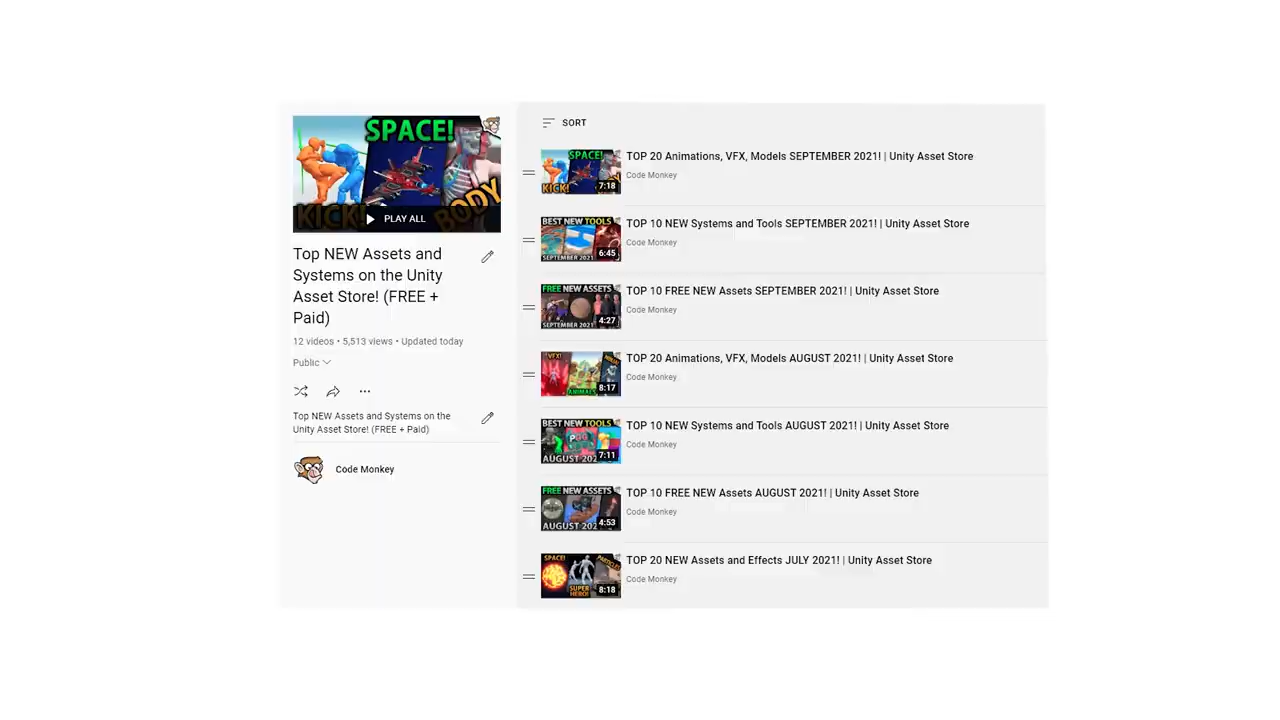 SPACE!
KICK!
BODY
PLAY ALL
Top NEW Assets and
Systems on the Unity
Asset Store! (FREE +
Paid)
12 videos • 5,513 views • Updated today
Public
Top NEW Assets and Systems on the
Unity Asset Store! (FREE + Paid)
Code Monkey
SORT
SPACE!
KICK!
7:18
TOP 20 Animations, VFX, Models SEPTEMBER 2021! | Unity Asset Store
Code Monkey
BEST NEW TOOLS
SEPTEMBER 2021
6:45
TOP 10 NEW Systems and Tools SEPTEMBER 2021! | Unity Asset Store
Code Monkey
FREE NEW ASSETS
SEPTEMBER 2021
4:27
TOP 10 FREE NEW Assets SEPTEMBER 2021! | Unity Asset Store
Code Monkey
VFX!
ANIMALS
8:17
TOP 20 Animations, VFX, Models AUGUST 2021! | Unity Asset Store
Code Monkey
BEST NEW TOOLS
AUGUST 202
7:11
TOP 10 NEW Systems and Tools AUGUST 2021! | Unity Asset Store
Code Monkey
FREE NEW ASSETS
AUGUST 202
4:53
TOP 10 FREE NEW Assets AUGUST 2021! | Unity Asset Store
Code Monkey
SPACE!
PARTICLES
SUPER
HERO!
8:18
TOP 20 NEW Assets and Effects JULY 2021! | Unity Asset Store
Code Monkey